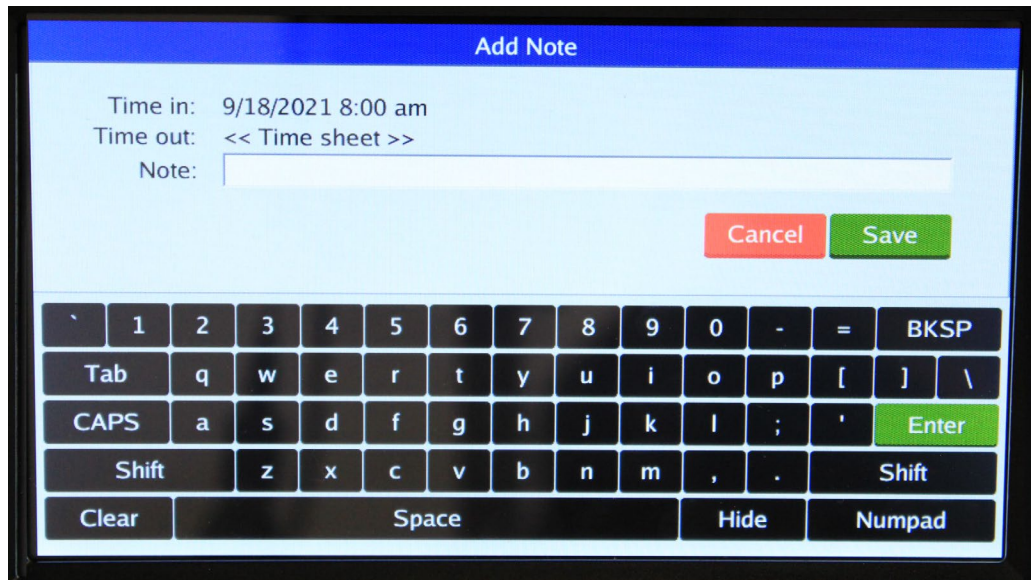 Add Note
Time in: 9/18/2021 8:00 am
Time out: << Time sheet >>
Note:
Cancel Save
` 1 2 3 4 5 6 7 8 9 0 - = BKSP
Tab q w e r t y u i o p [ ] \
CAPS a s d f g h j k l ; ' Enter
Shift z x c v b n m , . Shift
Clear Space Hide Numpad